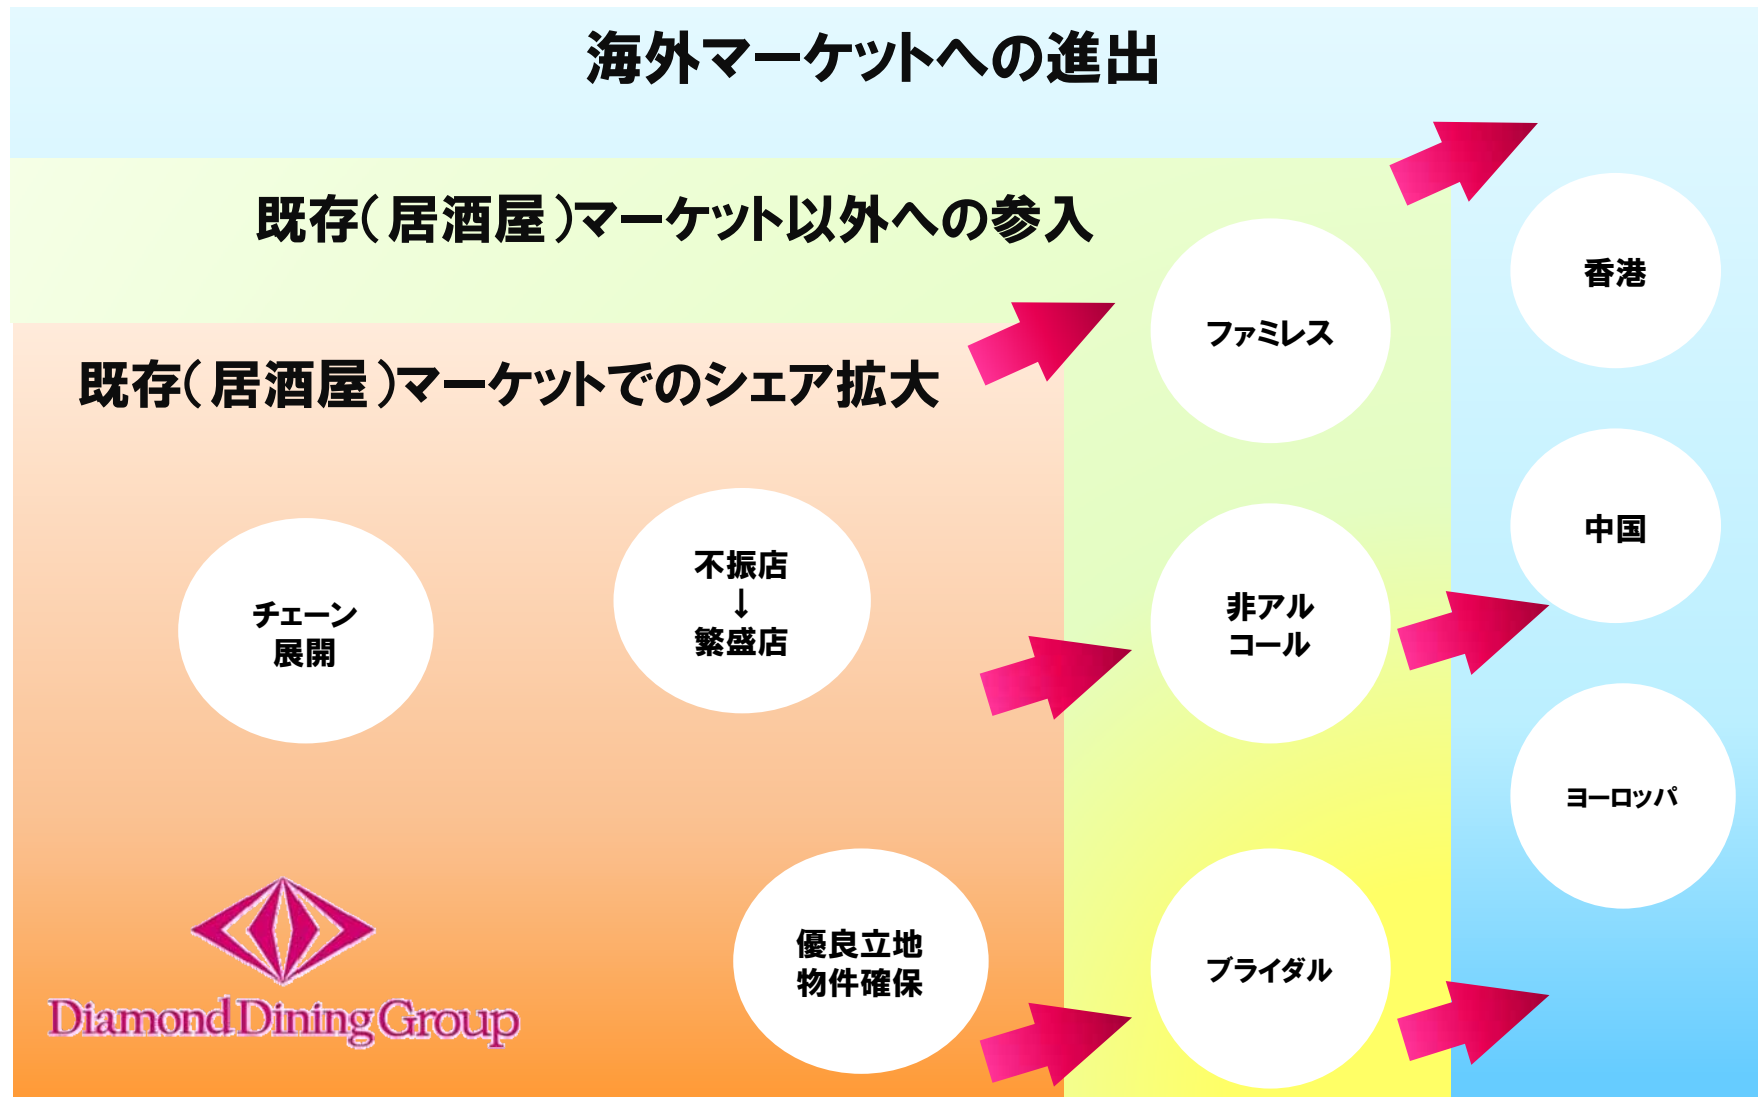 海外マーケットへの進出
既存（居酒屋）マーケット以外への参入
既存（居酒屋）マーケットでのシェア拡大
チェーン
展開
不振店
↓
繁盛店
優良立地
物件確保
ファミレス
非アル
コール
ブライダル
香港
中国
ヨーロッパ
Diamond Dining Group